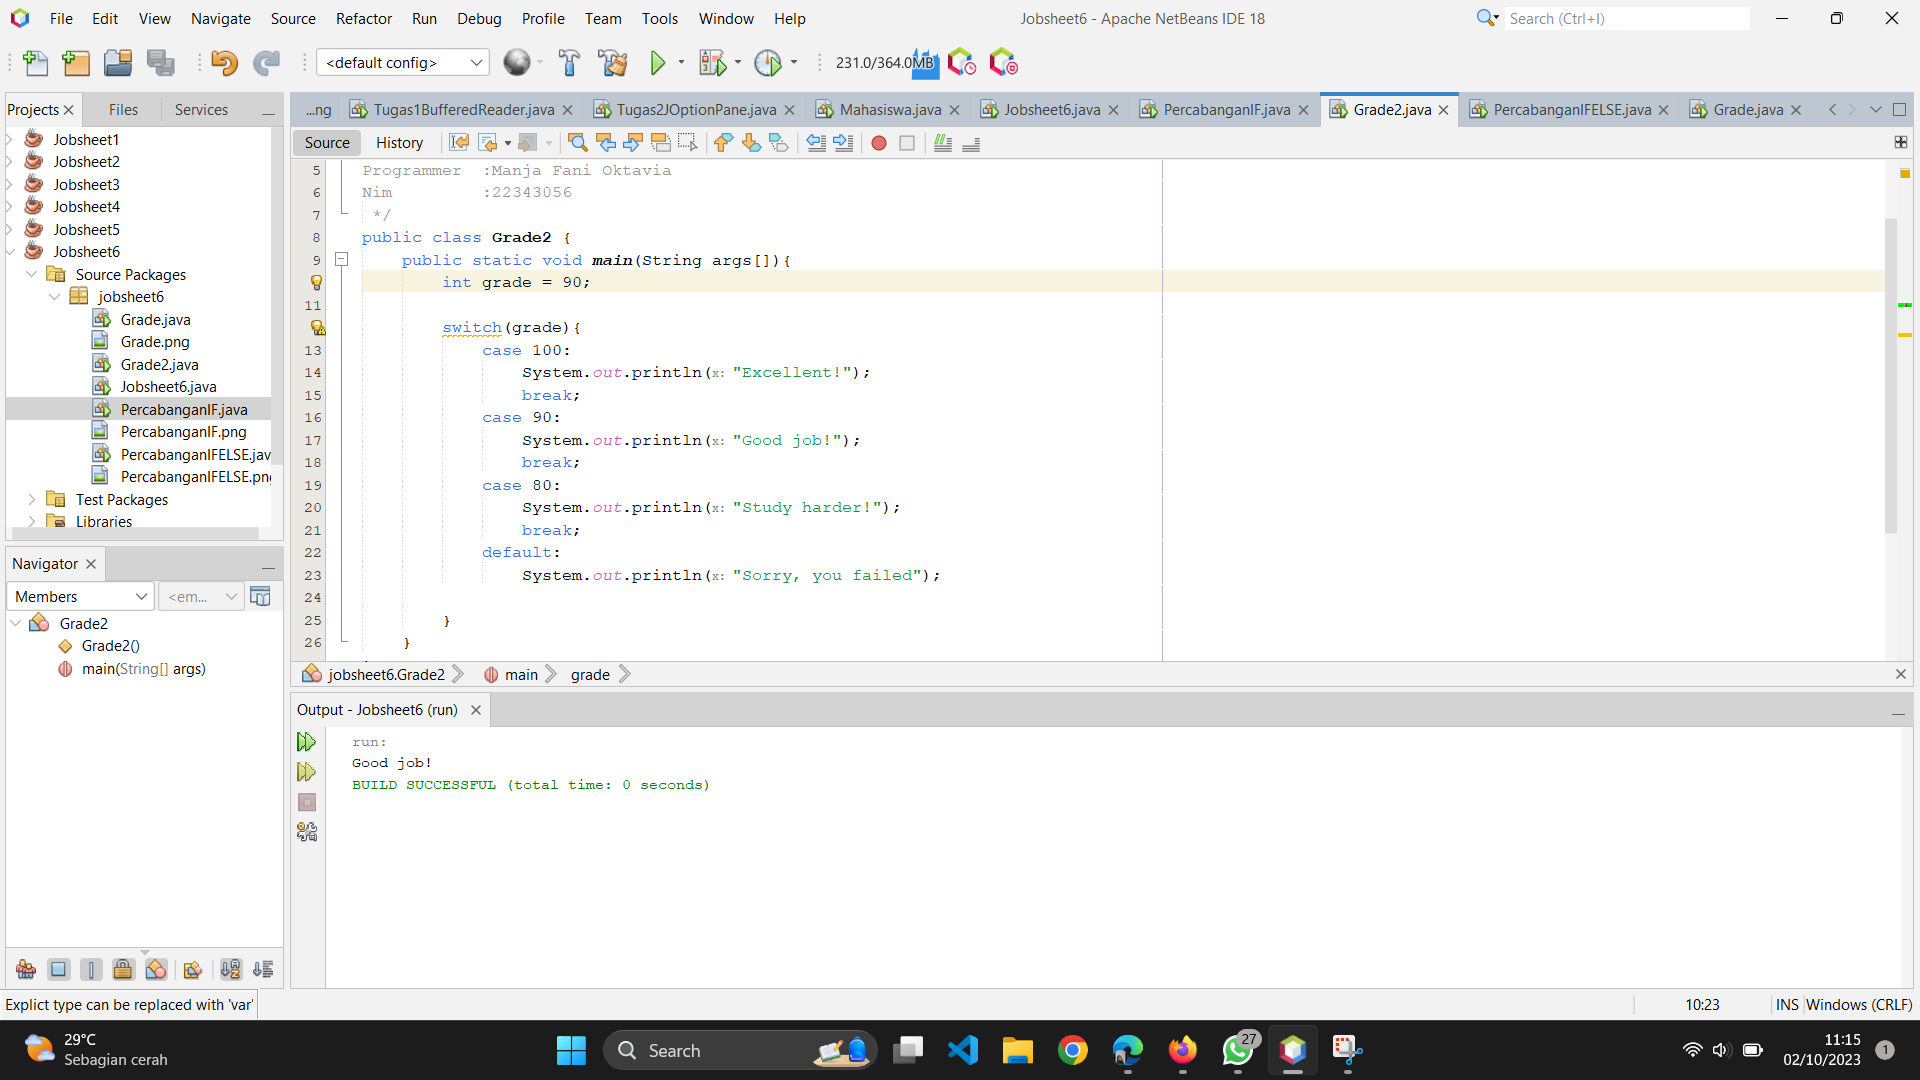 File Edit View Navigate Source Refactor Run Debug Profile Team Tools Window Help
Jobsheet6 - Apache NetBeans IDE 18
Search (Ctrl+I)
<default config>
231.0/364.0MB
Projects Files Services
...ng Tugas1BufferedReader.java Tugas2JOptionPane.java Mahasiswa.java Jobsheet6.java PercabanganIF.java Grade2.java PercabanganIFELSE.java Grade.java
Source History
Jobsheet1
Jobsheet2
Jobsheet3
Jobsheet4
Jobsheet5
Jobsheet6
Source Packages
jobsheet6
Grade.java
Grade.png
Grade2.java
Jobsheet6.java
PercabanganIF.java
PercabanganIF.png
PercabanganIFELSE.jav
PercabanganIFELSE.pn
Test Packages
Libraries
5 Programmer  :Manja Fani Oktavia
6 Nim         :22343056
7  */
8 public class Grade2 {
9     public static void main(String args[]){
        int grade = 90;
11
        switch(grade){
13             case 100:
14                 System.out.println(x: "Excellent!");
15                 break;
16             case 90:
17                 System.out.println(x: "Good job!");
18                 break;
19             case 80:
20                 System.out.println(x: "Study harder!");
21                 break;
22             default:
23                 System.out.println(x: "Sorry, you failed");
24
25         }
26     }
jobsheet6.Grade2 main grade
Navigator
Members <em...
Grade2
Grade2()
main(String[] args)
Output - Jobsheet6 (run)
run:
Good job!
BUILD SUCCESSFUL (total time: 0 seconds)
Explict type can be replaced with 'var'
10:23 INS Windows (CRLF)
29°C
Sebagian cerah
Search
27
11:15
02/10/2023
1